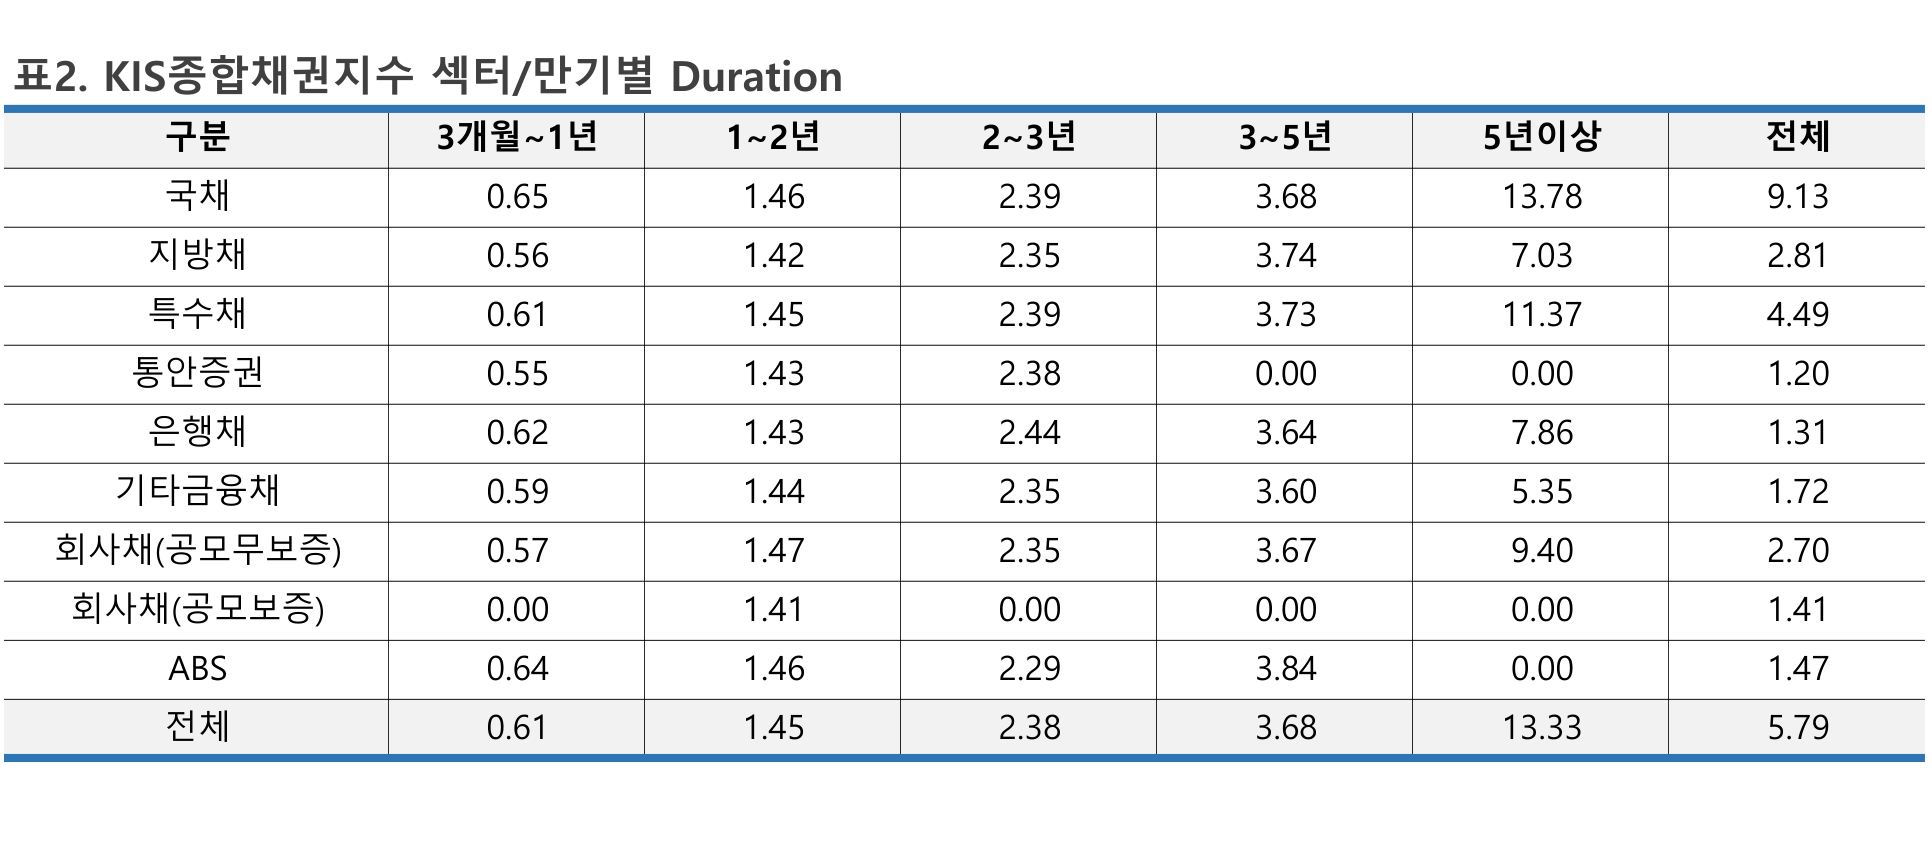 표2. KIS종합채권지수 섹터/만기별 Duration
구분 3개월~1년 1~2년 2~3년 3~5년 5년이상 전체
국채 0.65 1.46 2.39 3.68 13.78 9.13
지방채 0.56 1.42 2.35 3.74 7.03 2.81
특수채 0.61 1.45 2.39 3.73 11.37 4.49
통안증권 0.55 1.43 2.38 0.00 0.00 1.20
은행채 0.62 1.43 2.44 3.64 7.86 1.31
기타금융채 0.59 1.44 2.35 3.60 5.35 1.72
회사채(공모무보증) 0.57 1.47 2.35 3.67 9.40 2.70
회사채(공모보증) 0.00 1.41 0.00 0.00 0.00 1.41
ABS 0.64 1.46 2.29 3.84 0.00 1.47
전체 0.61 1.45 2.38 3.68 13.33 5.79